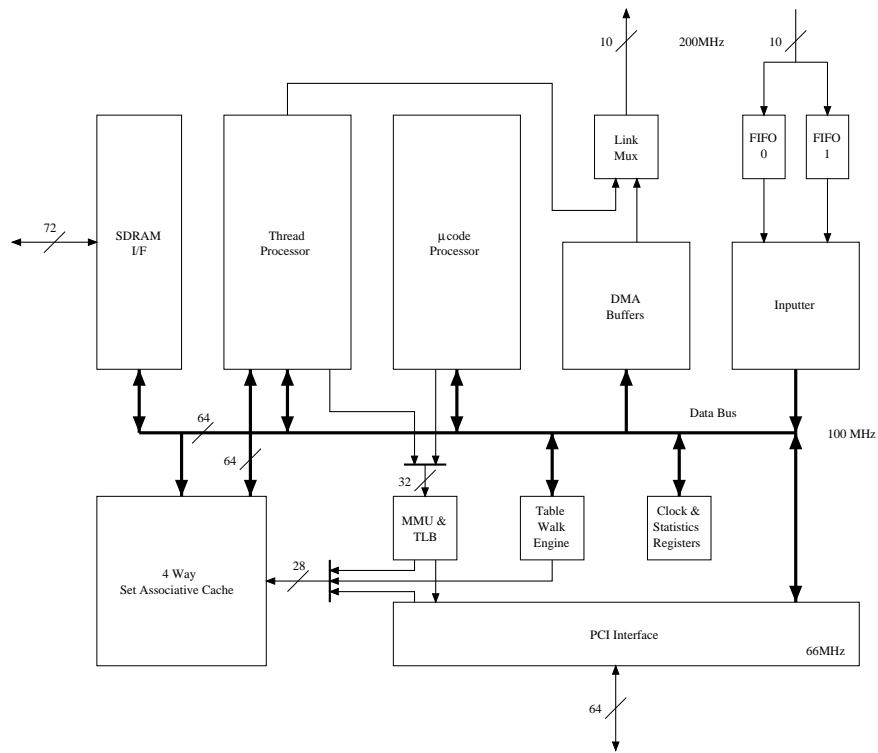 10
200MHz
10
Link
Mux
FIFO
0
FIFO
1
72
SDRAM
I/F
Thread
Processor
µcode
Processor
DMA
Buffers
Inputter
64
Data Bus
100 MHz
64
32
MMU &
TLB
Table
Walk
Engine
Clock &
Statistics
Registers
4 Way
Set Associative Cache
28
PCI Interface
66MHz
64